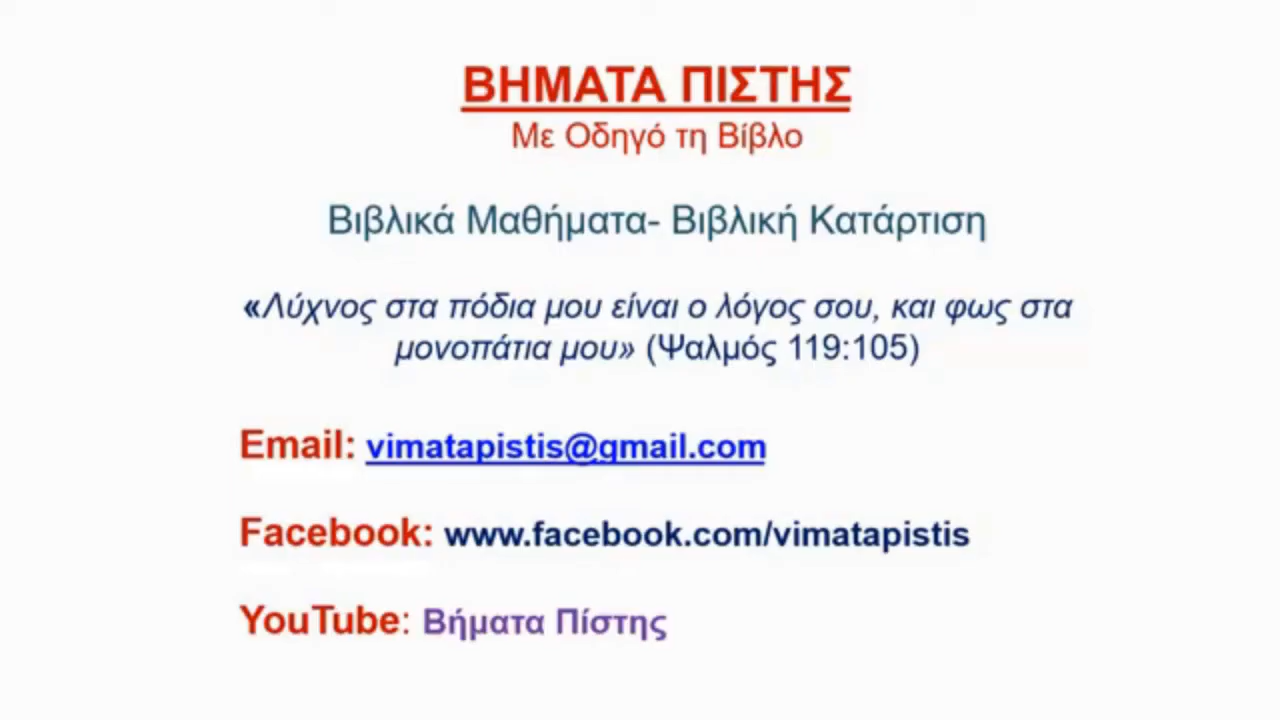 ΒΗΜΑΤΑ ΠΙΣΤΗΣ
Με Οδηγό τη Βίβλο
Βιβλικά Μαθήματα- Βιβλική Κατάρτιση
«Λύχνος στα πόδια μου είναι ο λόγος σου, και φως στα
μονοπάτια μου» (Ψαλμός 119:105)
Email: vimatapistis@gmail.com
Facebook: www.facebook.com/vimatapistis
YouTube: Βήματα Πίστης